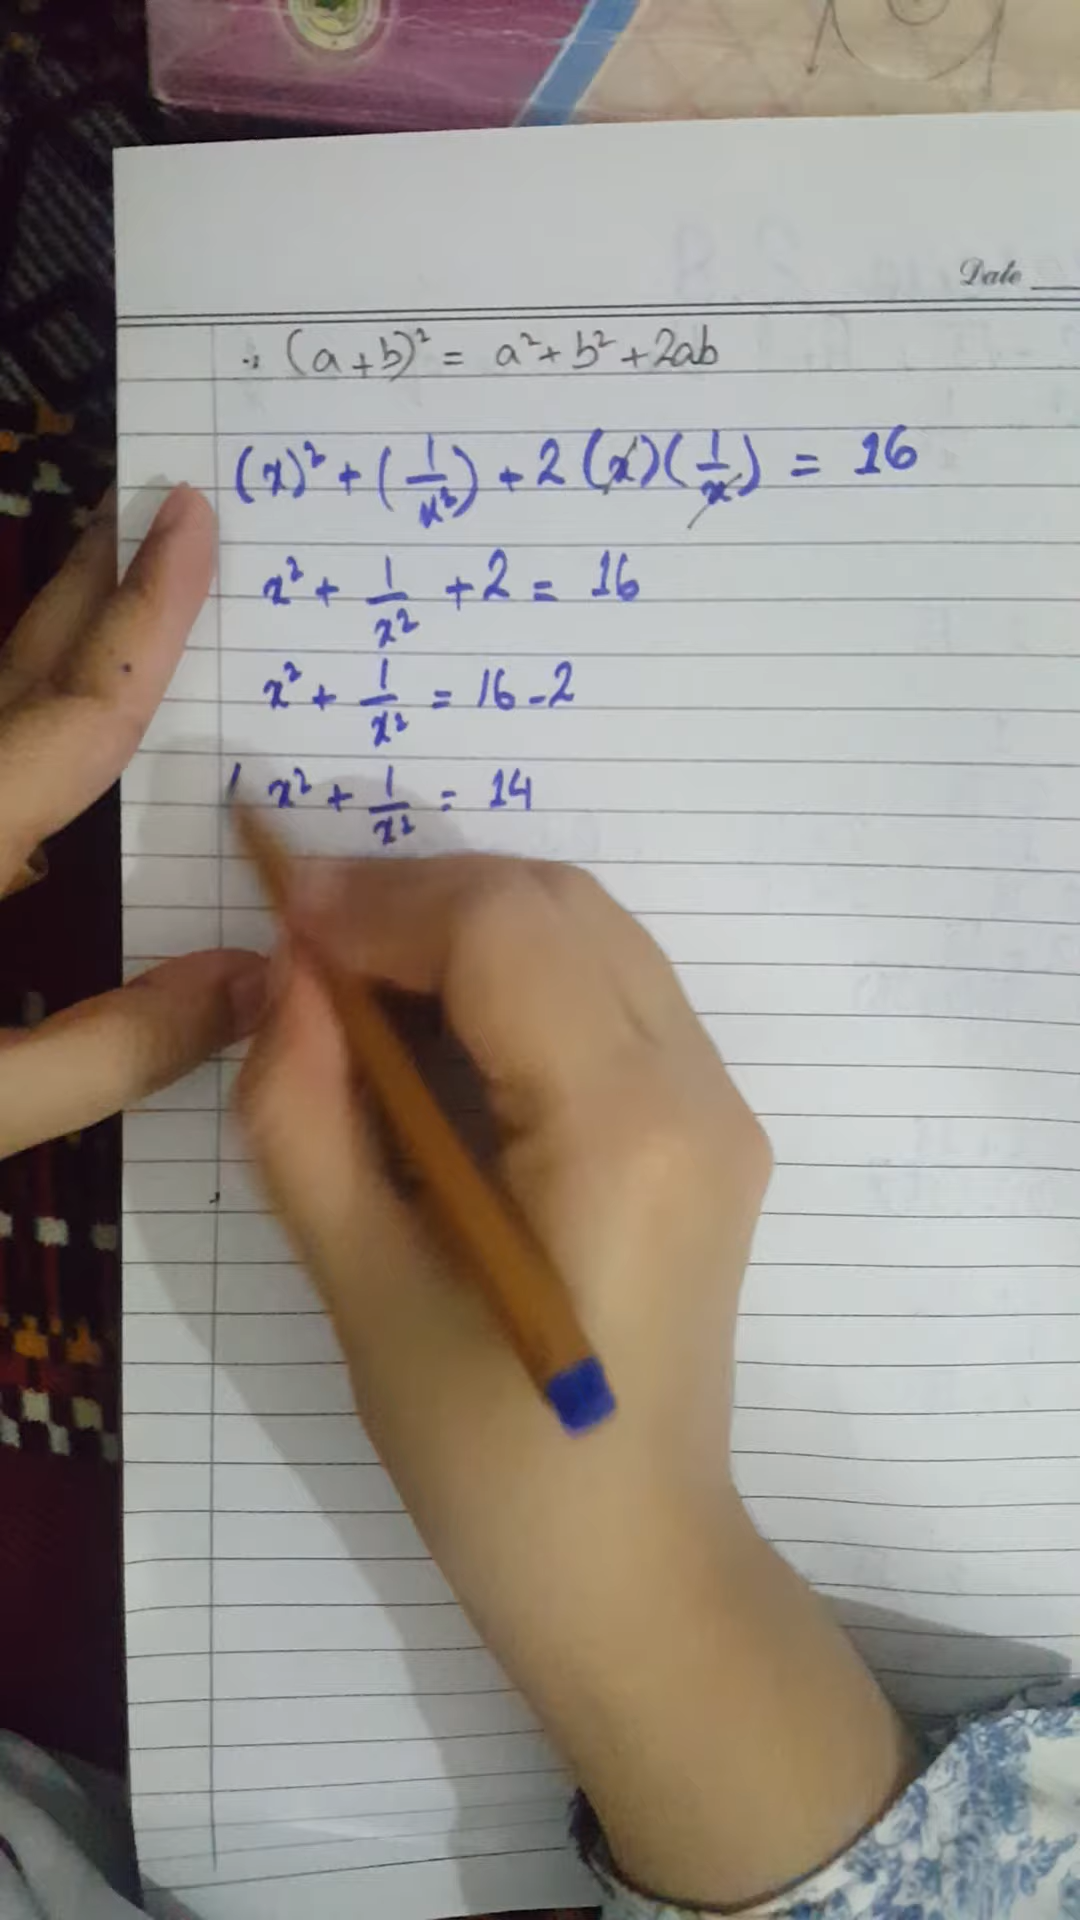 Date
∵ (a+b)² = a²+b²+2ab
(x)² + (1/x²) + 2 (x)(1/x) = 16
x² + 1/x² + 2 = 16
x² + 1/x² = 16 - 2
x² + 1/x² = 14